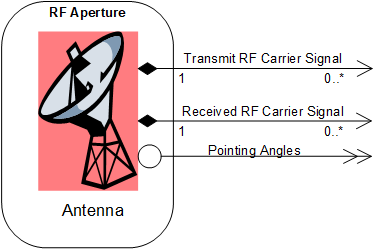 RF Aperture
Transmit RF Carrier Signal
1 0..*
Received RF Carrier Signal
1 0..*
Pointing Angles
Antenna